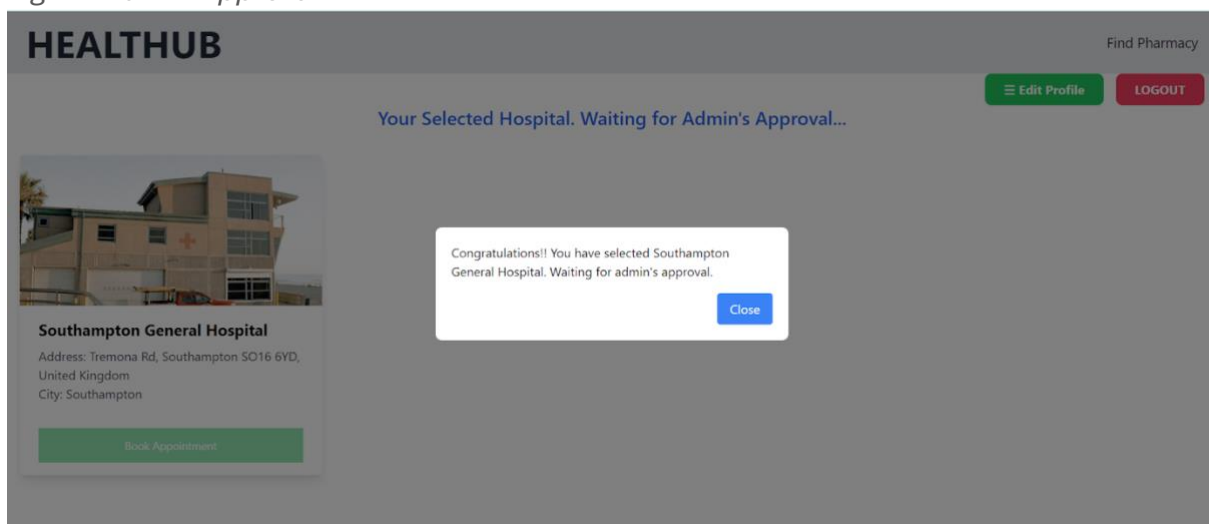 HEALTHUB
Find Pharmacy
☰ Edit Profile
LOGOUT
Your Selected Hospital. Waiting for Admin's Approval...
Congratulations!! You have selected Southampton
General Hospital. Waiting for admin's approval.
Close
Southampton General Hospital
Address: Tremona Rd, Southampton SO16 6YD,
United Kingdom
City: Southampton
Book Appointment